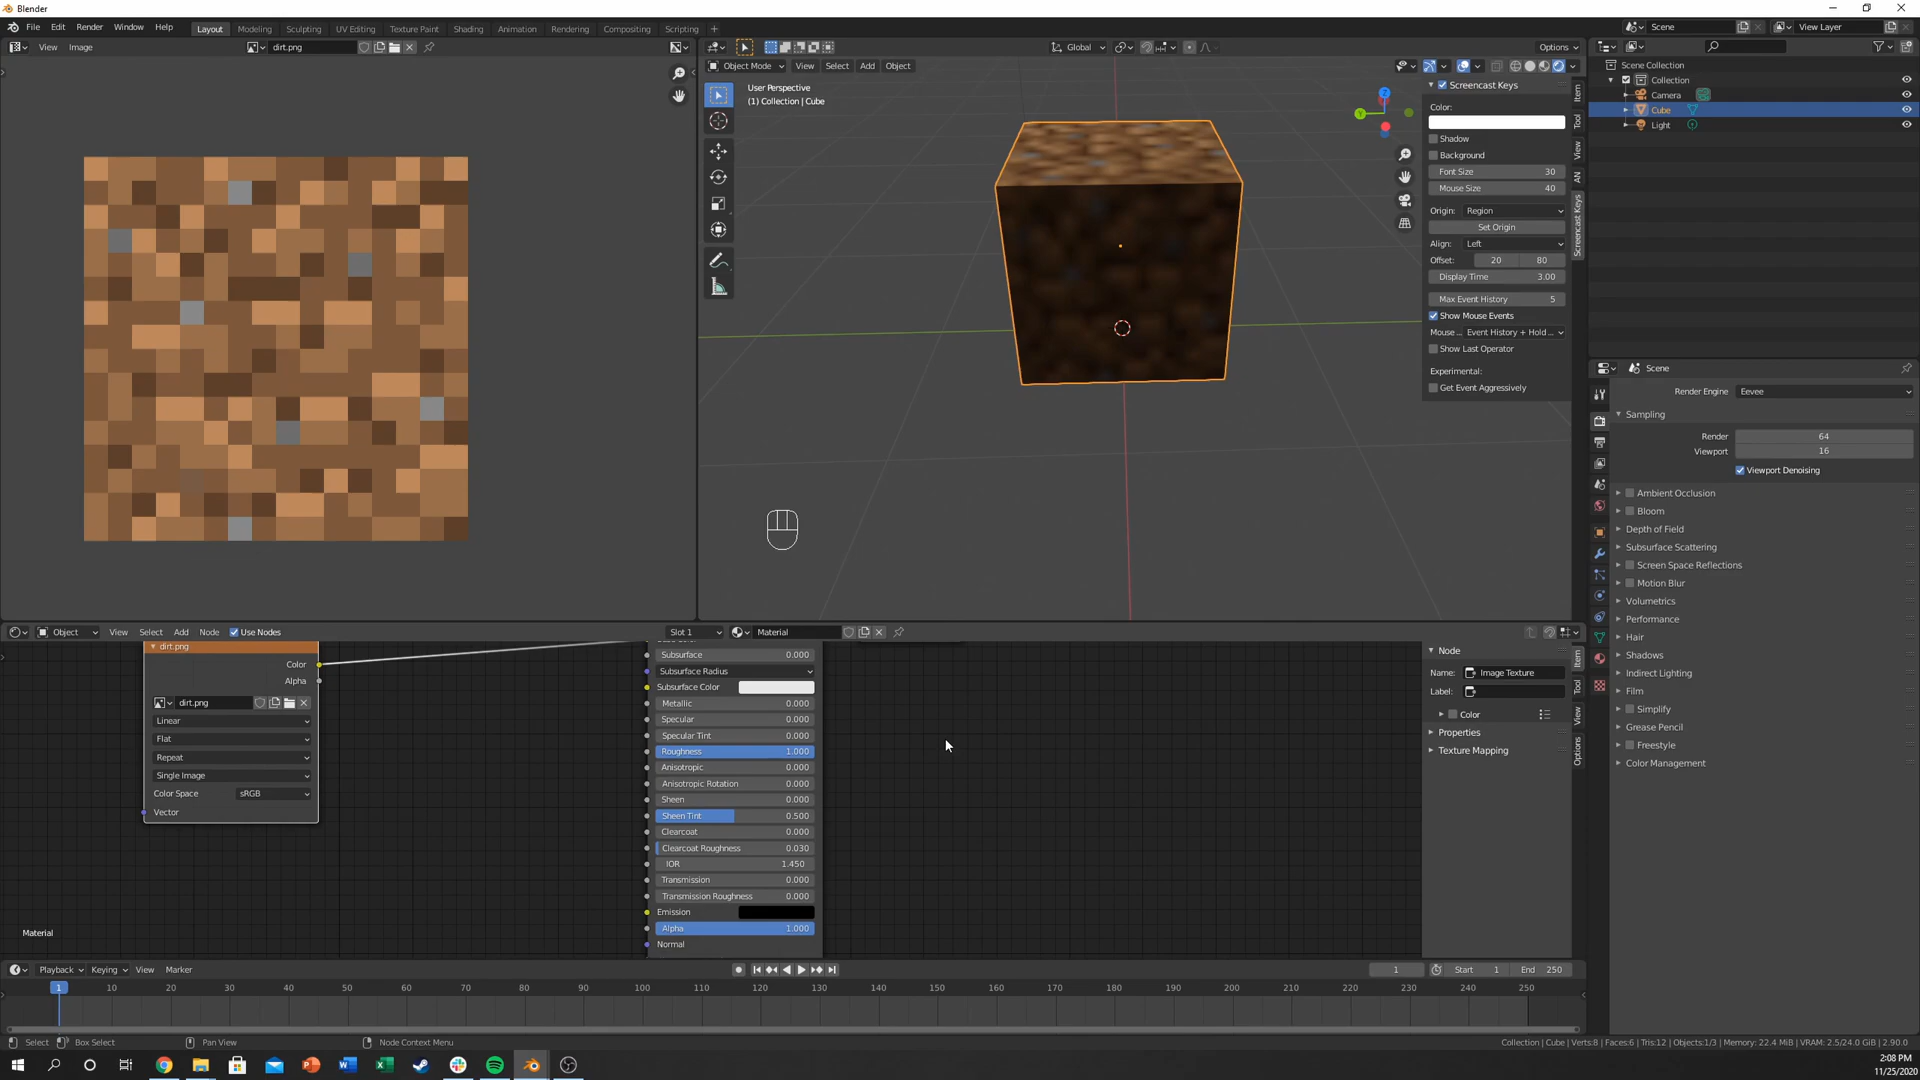 Blender
File Edit Render Window Help
Layout Modeling Sculpting UV Editing Texture Paint Shading Animation Rendering Compositing Scripting +
Scene View Layer
View Image dirt.png
Global Options
Object Mode View Select Add Object
User Perspective
(1) Collection | Cube
Screencast Keys
Color:
Shadow
Background
Font Size 30
Mouse Size 40
Origin: Region
Set Origin
Align: Left
Offset: 20 80
Display Time 3.00
Max Event History 5
Show Mouse Events
Mouse ... Event History + Hold ...
Show Last Operator
Experimental:
Get Event Aggressively
Item
Tool
View
AN
Screencast Keys
Z
Y
Scene Collection
Collection
Camera
Cube
Light
Scene
Render Engine Eevee
Sampling
Render 64
Viewport 16
Viewport Denoising
Ambient Occlusion
Bloom
Depth of Field
Subsurface Scattering
Screen Space Reflections
Motion Blur
Volumetrics
Performance
Hair
Shadows
Indirect Lighting
Film
Simplify
Grease Pencil
Freestyle
Color Management
Object View Select Add Node Use Nodes Slot 1 Material
dirt.png
Color
Alpha
dirt.png
Linear
Flat
Repeat
Single Image
Color Space sRGB
Vector
Subsurface 0.000
Subsurface Radius
Subsurface Color
Metallic 0.000
Specular 0.000
Specular Tint 0.000
Roughness 1.000
Anisotropic 0.000
Anisotropic Rotation 0.000
Sheen 0.000
Sheen Tint 0.500
Clearcoat 0.000
Clearcoat Roughness 0.030
IOR 1.450
Transmission 0.000
Transmission Roughness 0.000
Emission
Alpha 1.000
Normal
Material
Node
Name: Image Texture
Label:
Color
Properties
Texture Mapping
Item
Tool
View
Options
Playback Keying View Marker 1 Start 1 End 250
1 10 20 30 40 50 60 70 80 90 100 110 120 130 140 150 160 170 180 190 200 210 220 230 240 250
Select Box Select Pan View Node Context Menu Collection | Cube | Verts:8 | Faces:6 | Tris:12 | Objects:1/3 | Memory: 22.4 MiB | VRAM: 2.5/24.0 GiB | 2.90.0
2:08 PM
11/25/2020